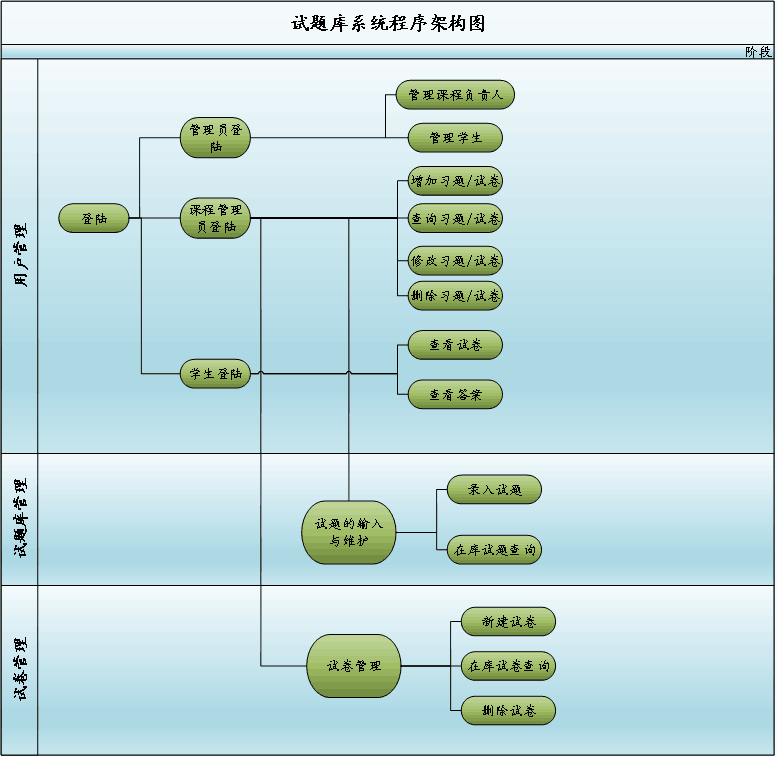 试题库系统程序架构图
阶段
用户管理
登陆
管理员登
陆
管理课程负责人
管理学生
课程管理
员登陆
增加习题/试卷
查询习题/试卷
修改习题/试卷
删除习题/试卷
学生登陆
查看试卷
查看答案
试题库管理
试题的输入
与维护
录入试题
在库试题查询
试卷管理
试卷管理
新建试卷
在库试卷查询
删除试卷